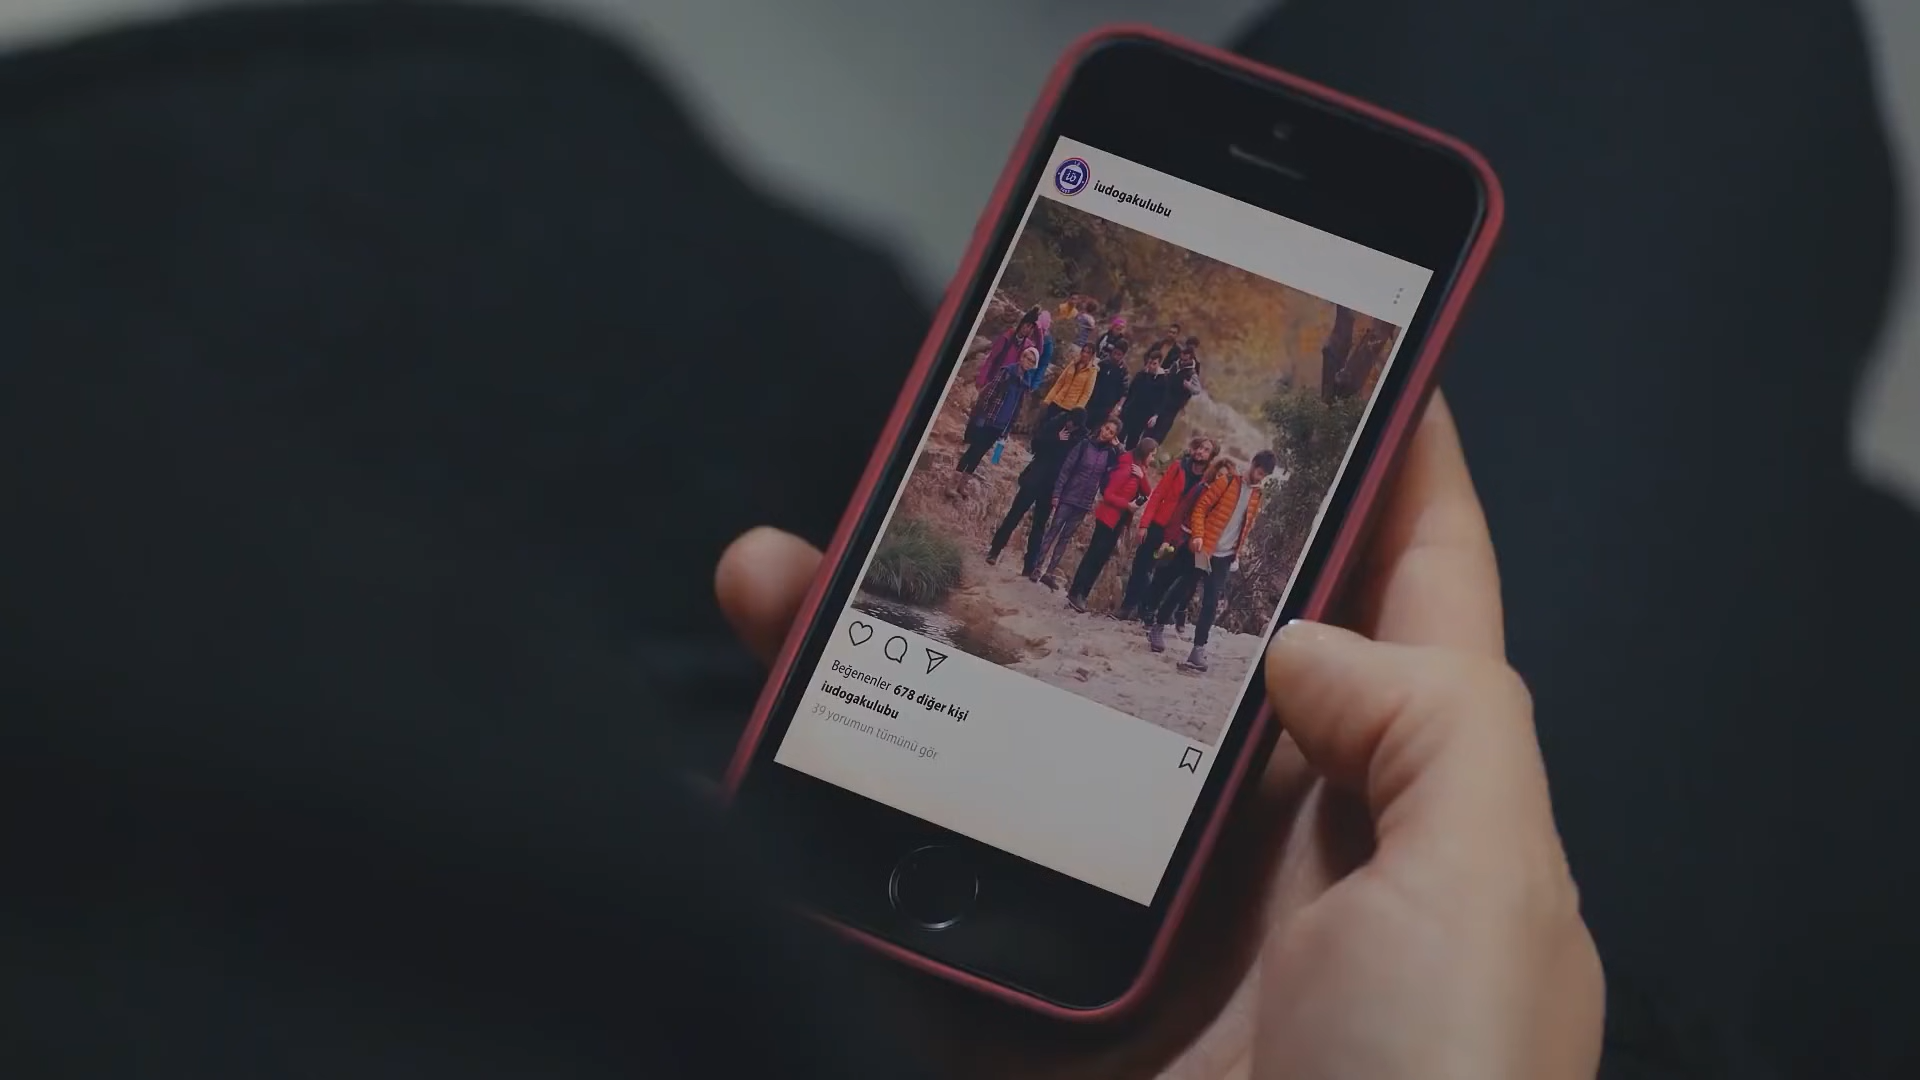 iudogakulubu
Beğenenler 678 diğer kişi
iudogakulubu
39 yorumun tümünü gör